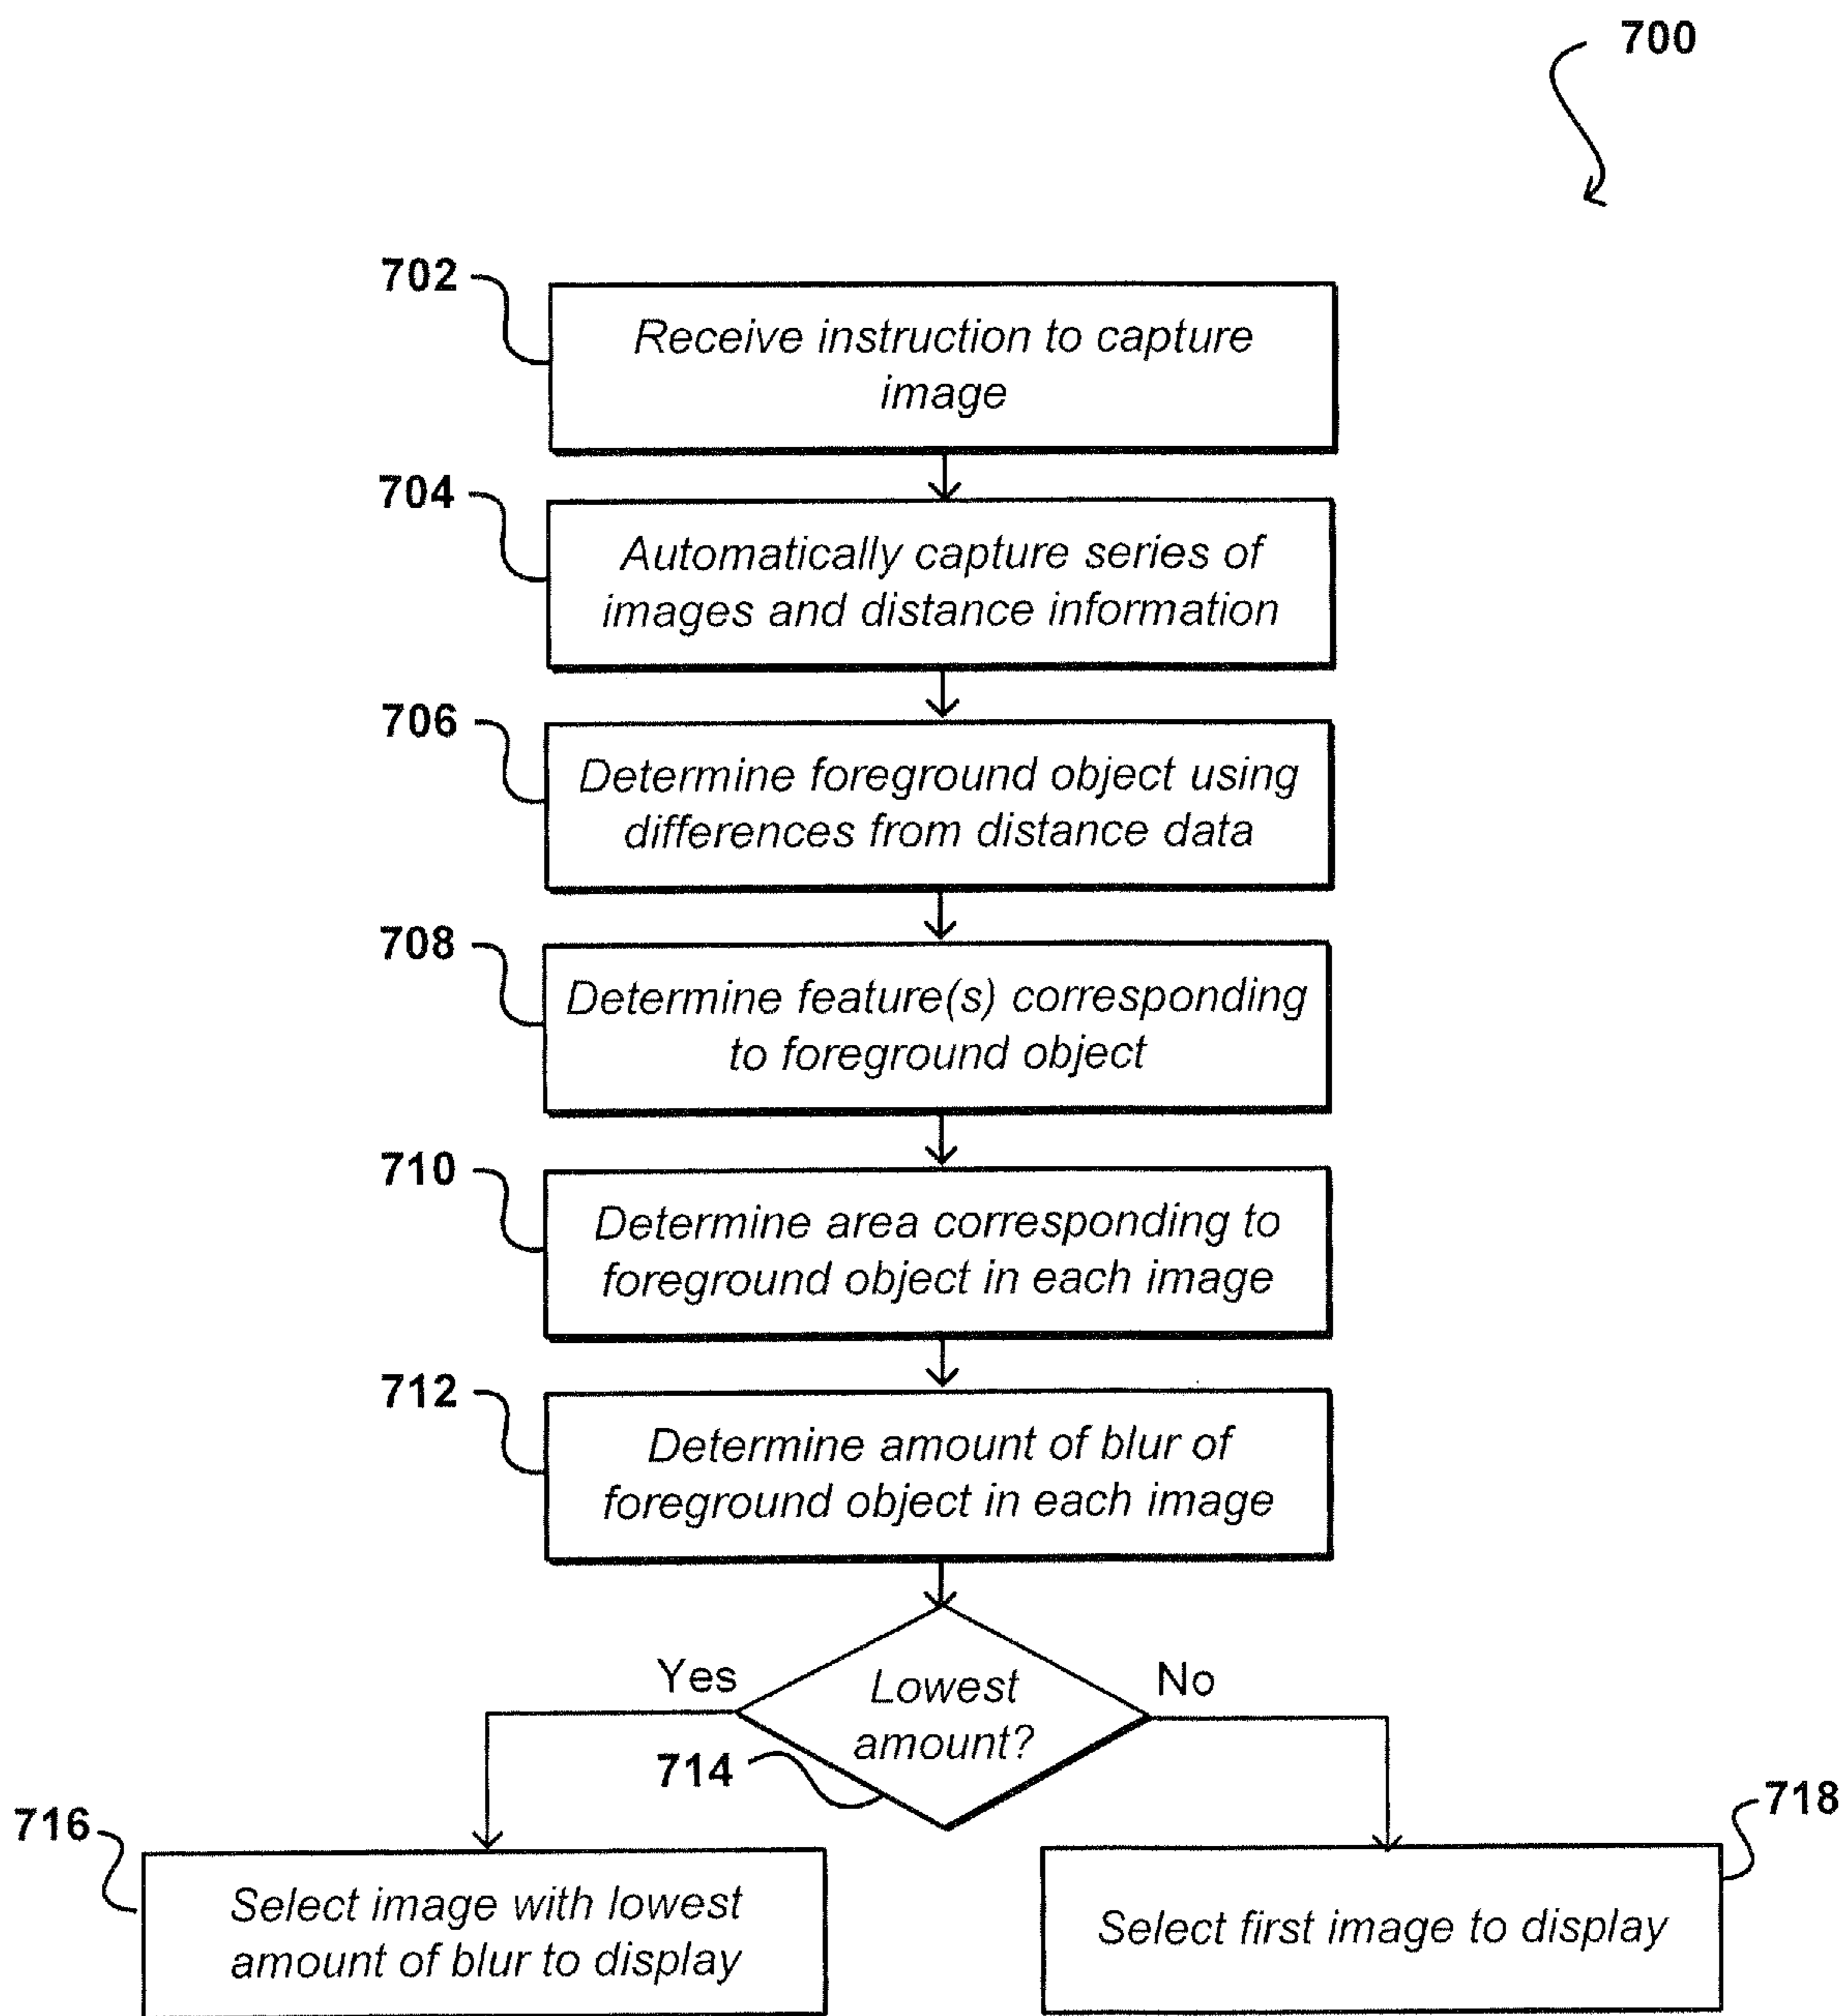 700
702
Receive instruction to capture
image
704
Automatically capture series of
images and distance information
706
Determine foreground object using
differences from distance data
708
Determine feature(s) corresponding
to foreground object
710
Determine area corresponding to
foreground object in each image
712
Determine amount of blur of
foreground object in each image
Yes
Lowest
amount?
No
714
716
Select image with lowest
amount of blur to display
718
Select first image to display